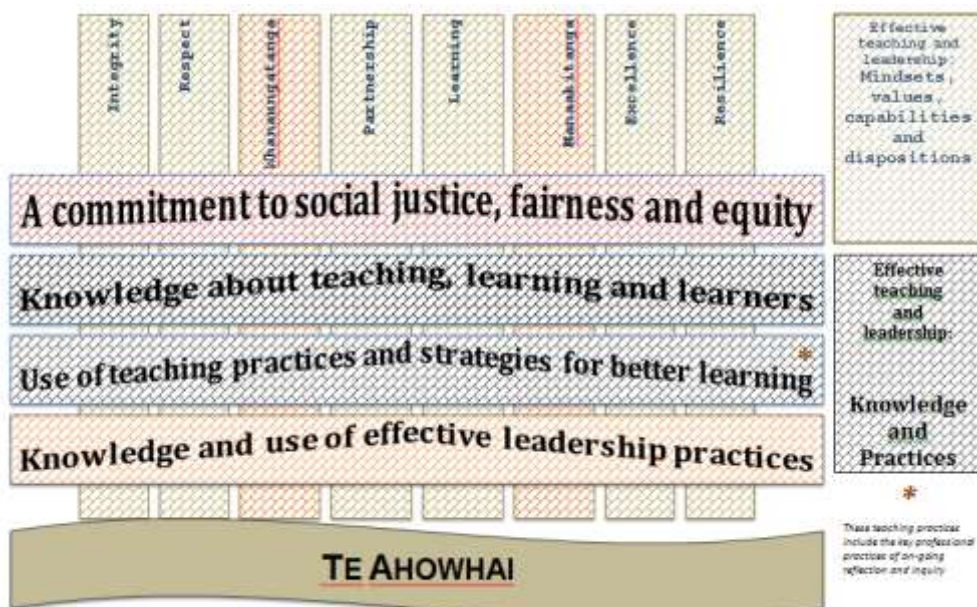 Integrity
Respect
Whanaungatanga
Partnership
Learning
Manaakitanga
Excellence
Resilience
Effective
teaching and
leadership:
Mindsets,
values,
capabilities
and
dispositions
A commitment to social justice, fairness and equity
Knowledge about teaching, learning and learners
Use of teaching practices and strategies for better learning
*
Knowledge and use of effective leadership practices
Effective
teaching
and
leadership:
Knowledge
and
Practices
*
These teaching practices
include the key professional
practices of on-going
reflection and inquiry
TE AHOWHAI